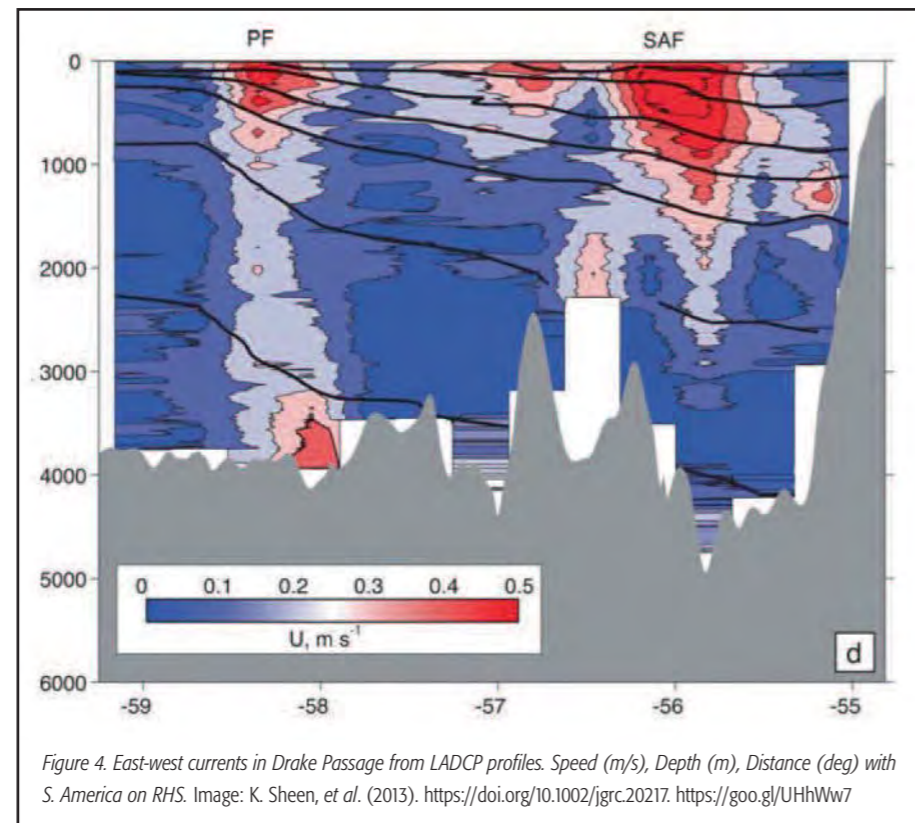 PF SAF
0
1000
2000
3000
4000
5000
6000
0 0.1 0.2 0.3 0.4 0.5
U, m s⁻¹
d
-59 -58 -57 -56 -55
Figure 4. East-west currents in Drake Passage from LADCP profiles. Speed (m/s), Depth (m), Distance (deg) with
S. America on RHS. Image: K. Sheen, et al. (2013). https://doi.org/10.1002/jgrc.20217. https://goo.gl/UHhWw7